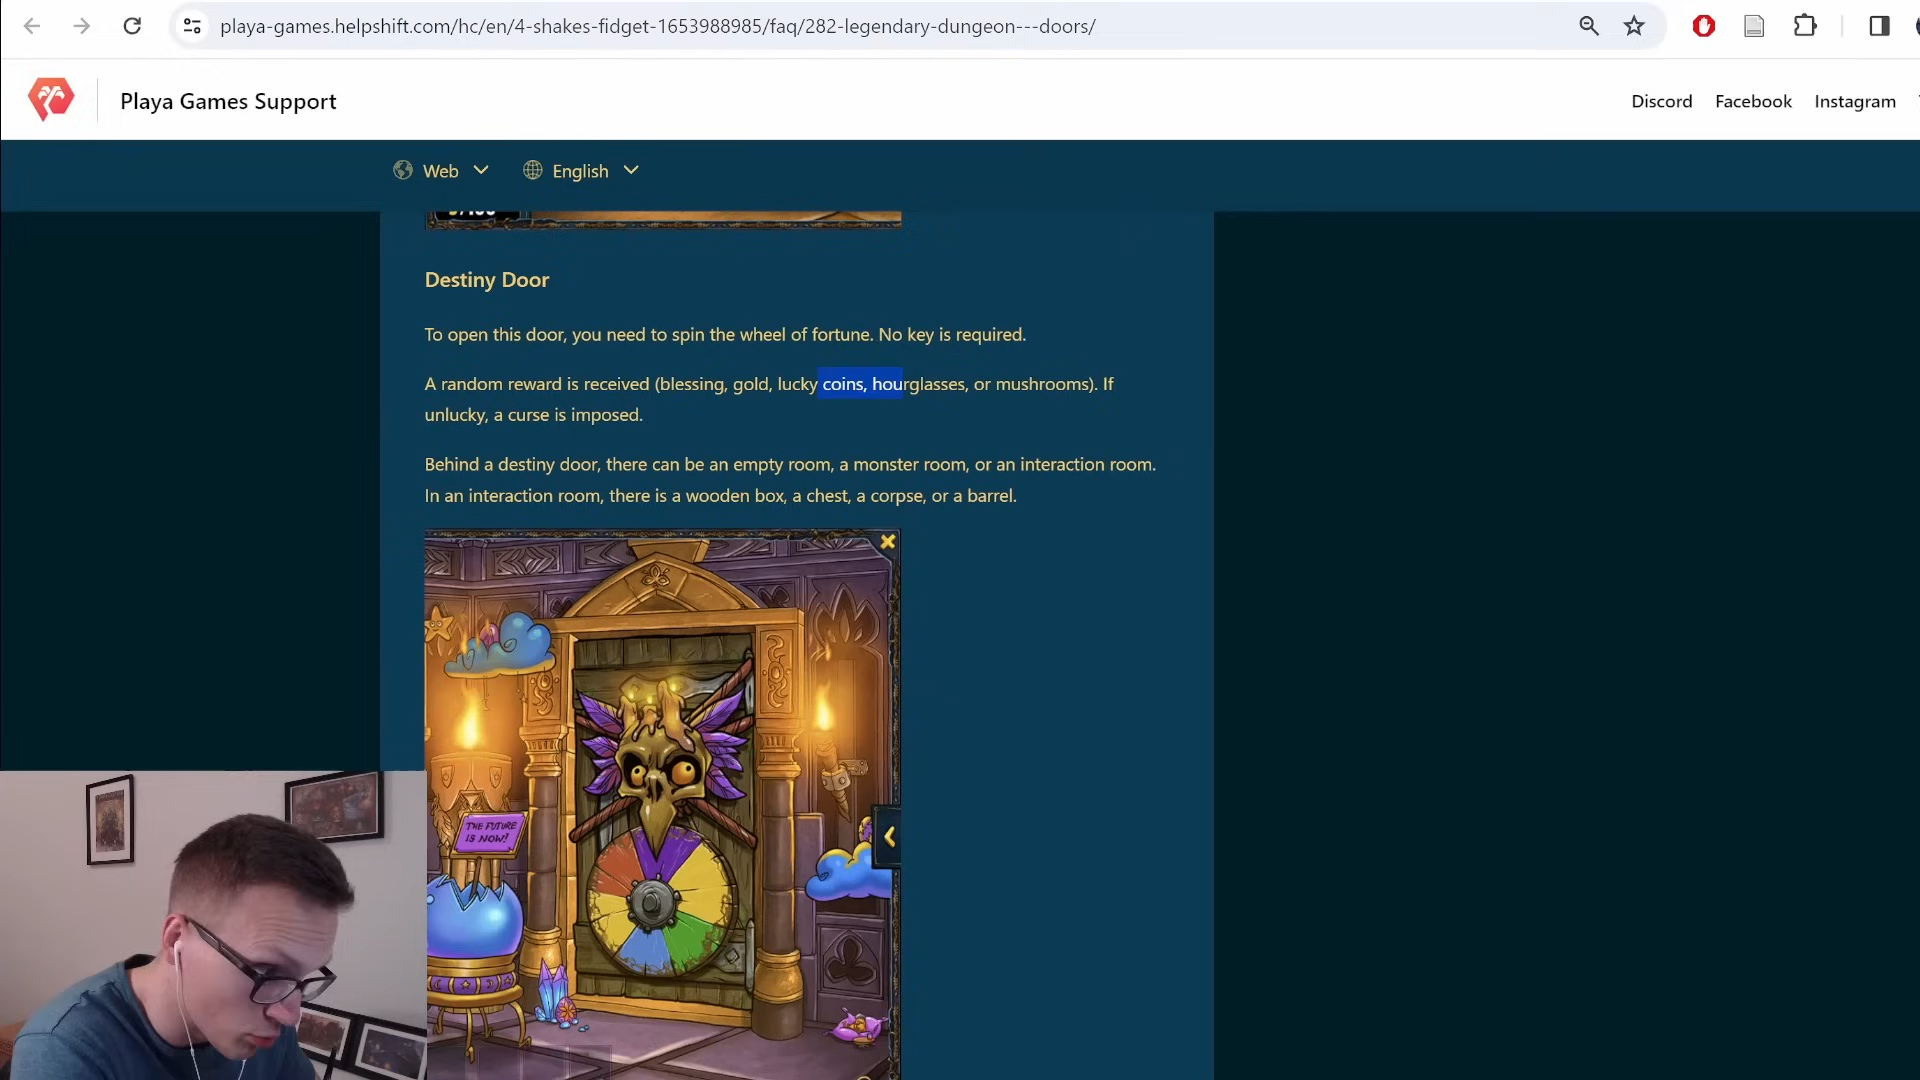 playa-games.helpshift.com/hc/en/4-shakes-fidget-1653988985/faq/282-legendary-dungeon---doors/
Playa Games Support
Discord Facebook Instagram
Web English
Destiny Door
To open this door, you need to spin the wheel of fortune. No key is required.
A random reward is received (blessing, gold, lucky coins, hourglasses, or mushrooms). If
unlucky, a curse is imposed.
Behind a destiny door, there can be an empty room, a monster room, or an interaction room.
In an interaction room, there is a wooden box, a chest, a corpse, or a barrel.
THE FUTURE
IS NOW!